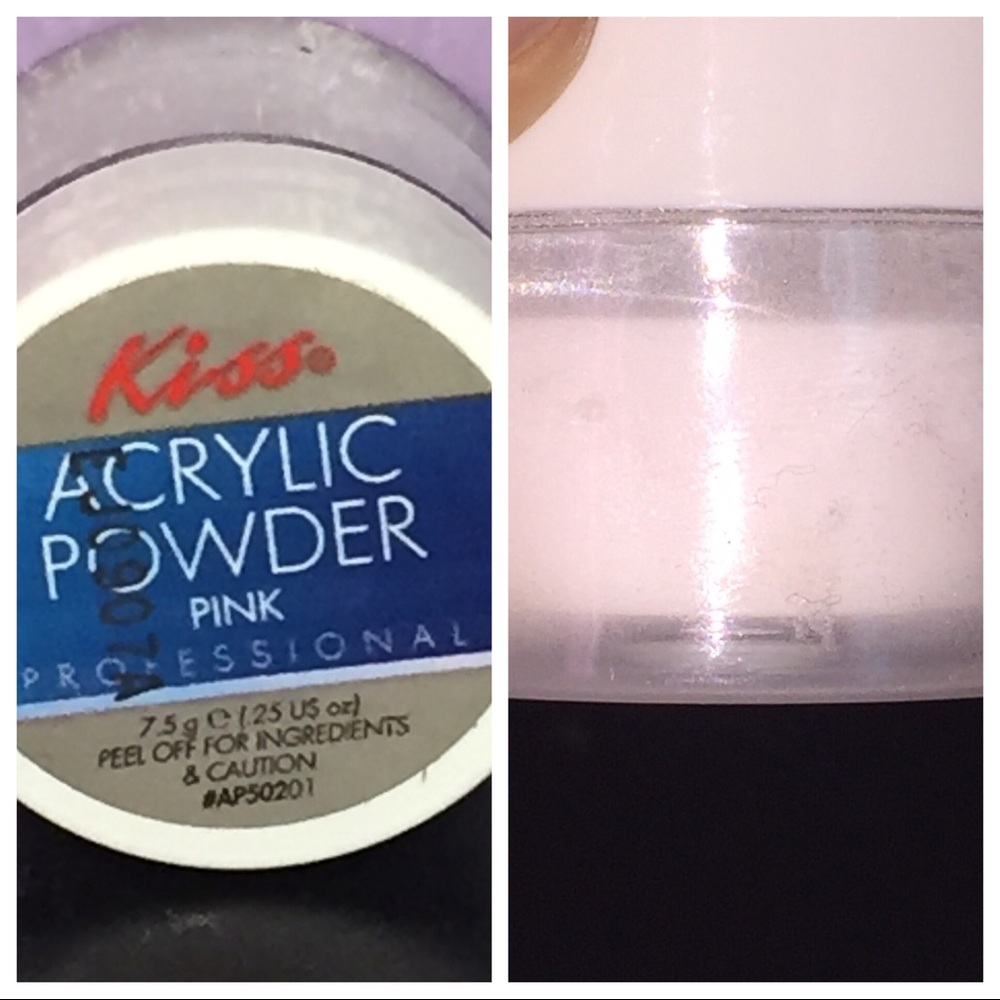 Kiss®
ACRYLIC
POWDER
PINK
PROFESSIONAL
7.5 g ℮ (.25 US oz)
PEEL OFF FOR INGREDIENTS
& CAUTION
#AP50201